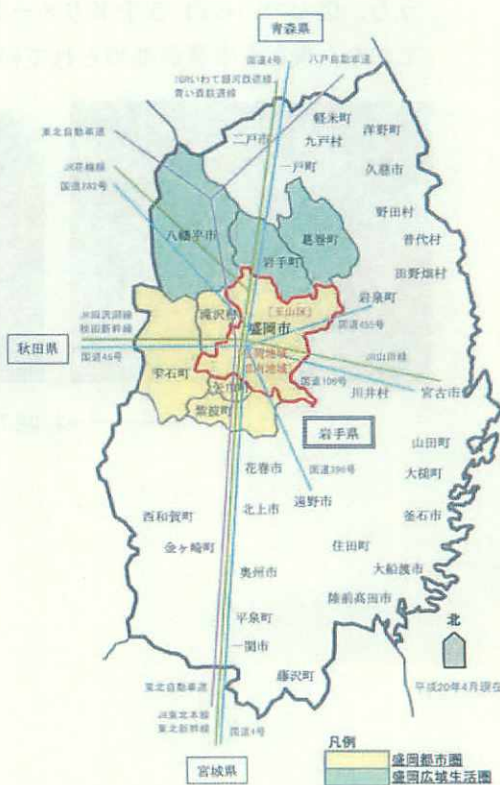 青森県
国道4号
八戸自動車道
IGRいわて銀河鉄道線
青い森鉄道線
東北自動車道
軽米町
洋野町
二戸市
九戸村
JR花輪線
一戸町
久慈市
国道282号
野田村
八幡平市
葛巻町
普代村
岩手町
田野畑村
岩泉町
[玉山区]
JR田沢湖線
秋田新幹線
滝沢村
盛岡市
国道455号
秋田県
国道46号
JR山田線
雫石町
国道106号
川井村
宮古市
紫波町
岩手県
山田町
花巻市
国道396号
大槌町
遠野市
西和賀町
北上市
釜石市
金ヶ崎町
住田町
奥州市
大船渡市
陸前高田市
平泉町
北
一関市
藤沢町
東北自動車道
平成20年4月現在
JR東北本線
東北新幹線
国道4号
凡例
盛岡都市圏
盛岡広域生活圏
宮城県